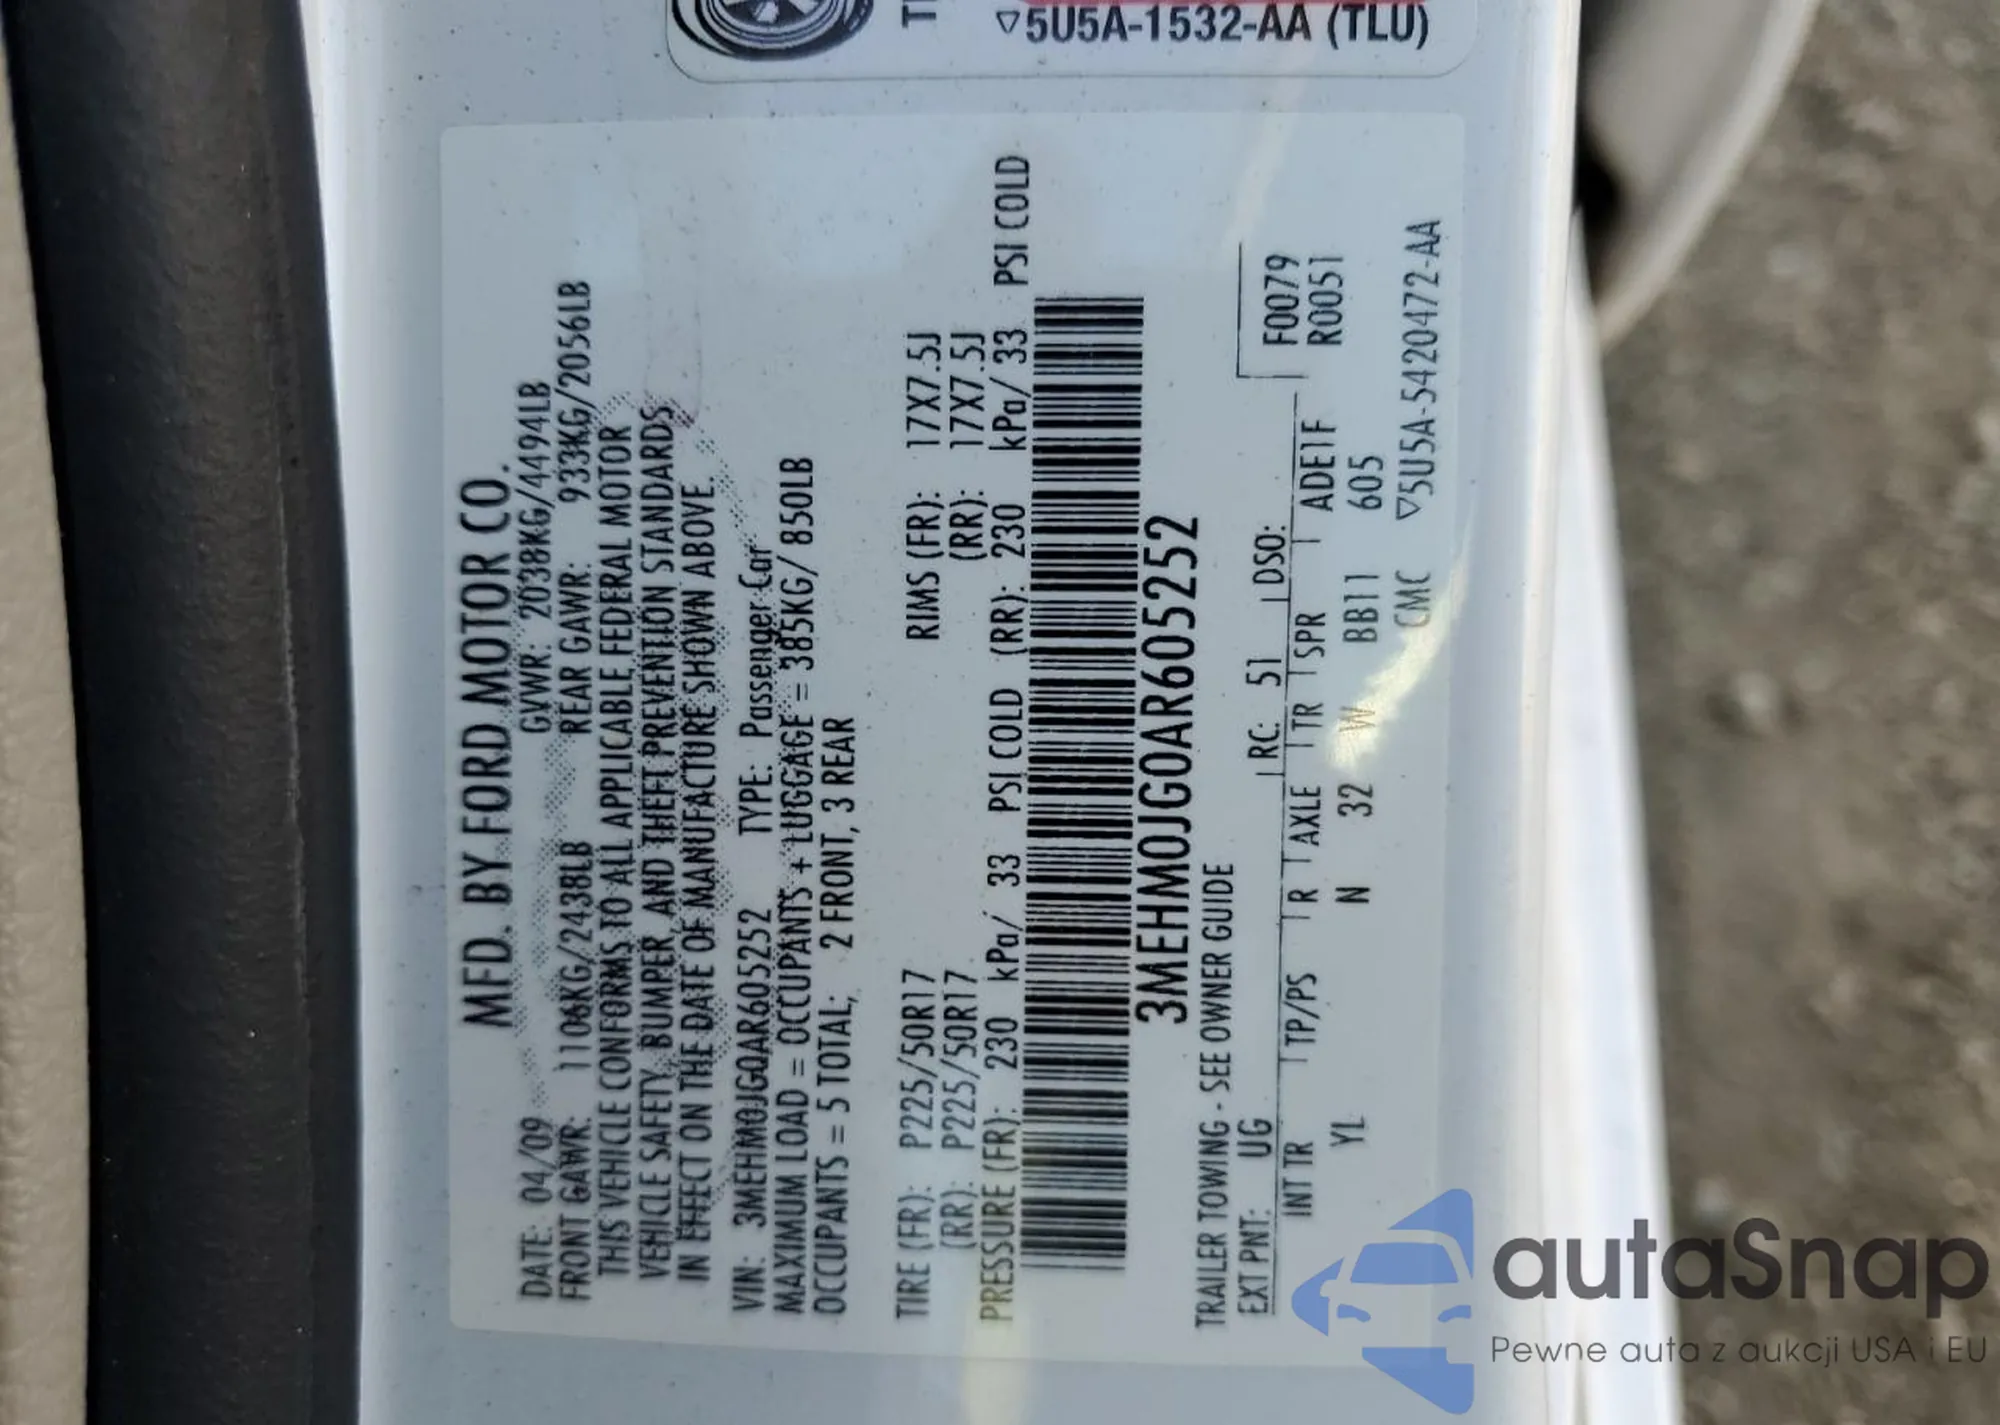 5U5A-1532-AA (TLU)
MFD. BY FORD MOTOR CO.
DATE: 04/09 GVWR: 2038KG/4494LB
FRONT GAWR: 1106KG/2438LB REAR GAWR: 933KG/2056LB
THIS VEHICLE CONFORMS TO ALL APPLICABLE FEDERAL MOTOR
VEHICLE SAFETY, BUMPER, AND THEFT PREVENTION STANDARDS
IN EFFECT ON THE DATE OF MANUFACTURE SHOWN ABOVE.
VIN: 3MEHM0JG0AR605252 TYPE: Passenger Car
MAXIMUM LOAD = OCCUPANTS + LUGGAGE = 385KG/ 850LB
OCCUPANTS = 5 TOTAL; 2 FRONT, 3 REAR
TIRE (FR): P225/50R17 RIMS (FR): 17X7.5J
(RR): P225/50R17 (RR): 17X7.5J
PRESSURE (FR): 230 kPa/ 33 PSI COLD (RR): 230 kPa/ 33 PSI COLD
3MEHM0JG0AR605252
TRAILER TOWING - SEE OWNER GUIDE
EXT PNT: UG RC: 51 DSO: F0079
INT TR TP/PS R AXLE TR SPR ADE1F R0051
YL N 32 W BB11 605
CMC ▽5U5A-5420472-AA
autaSnap
Pewne auta z aukcji USA i EU